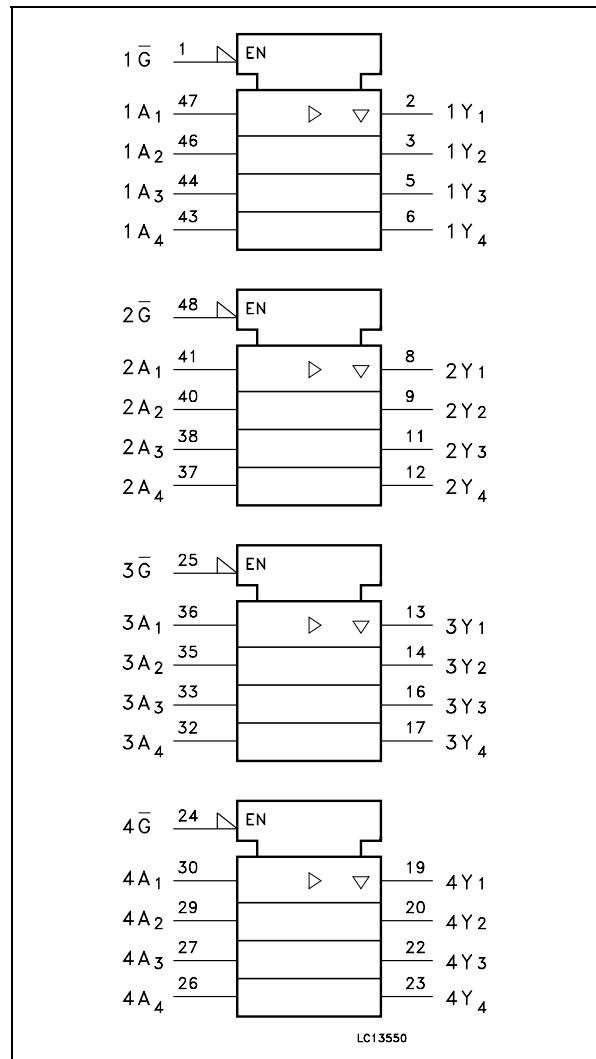 1G̅ 1 EN
1A1 47 2 1Y1
1A2 46 3 1Y2
1A3 44 5 1Y3
1A4 43 6 1Y4
2G̅ 48 EN
2A1 41 8 2Y1
2A2 40 9 2Y2
2A3 38 11 2Y3
2A4 37 12 2Y4
3G̅ 25 EN
3A1 36 13 3Y1
3A2 35 14 3Y2
3A3 33 16 3Y3
3A4 32 17 3Y4
4G̅ 24 EN
4A1 30 19 4Y1
4A2 29 20 4Y2
4A3 27 22 4Y3
4A4 26 23 4Y4
LC13550